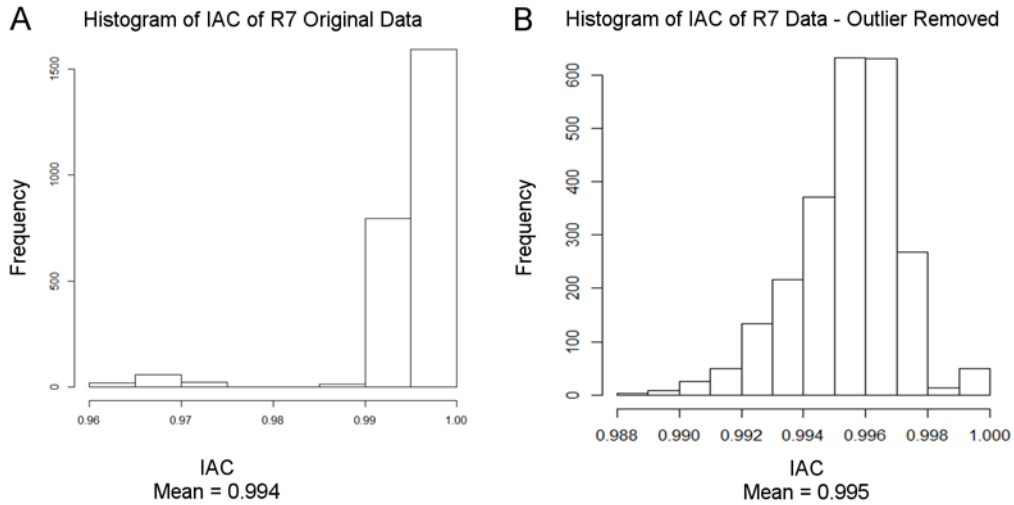 A
Histogram of IAC of R7 Original Data
Frequency
0
500
1000
1500
0.96
0.97
0.98
0.99
1.00
IAC
Mean = 0.994
B
Histogram of IAC of R7 Data - Outlier Removed
Frequency
0
100
200
300
400
500
600
0.988
0.990
0.992
0.994
0.996
0.998
1.000
IAC
Mean = 0.995